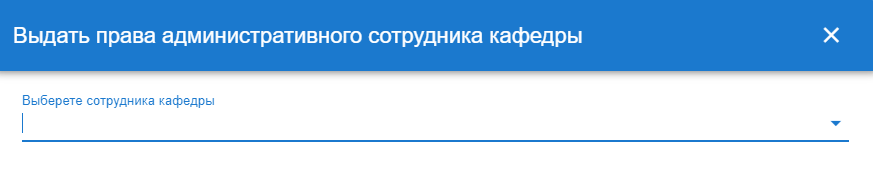 Выдать права административного сотрудника кафедры
Выберете сотрудника кафедры